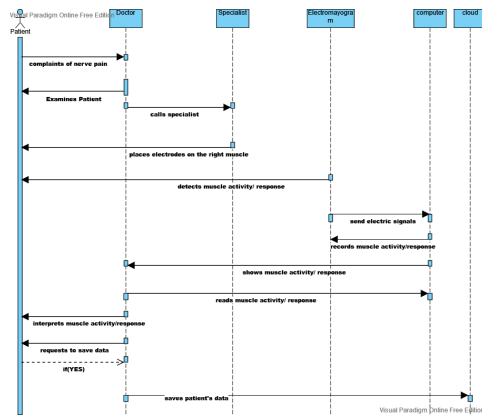 Visual Paradigm Online Free Edition
Patient
Doctor
Specialist
Electromayogra
m
computer
cloud
complaints of nerve pain
Examines Patient
calls specialist
places electrodes on the right muscle
detects muscle activity/ response
send electric signals
records muscle activity/response
shows muscle activity/ response
reads muscle activity/ response
interprets muscle activity/response
requests to save data
if(YES)
saves patient's data
Visual Paradigm Online Free Edition